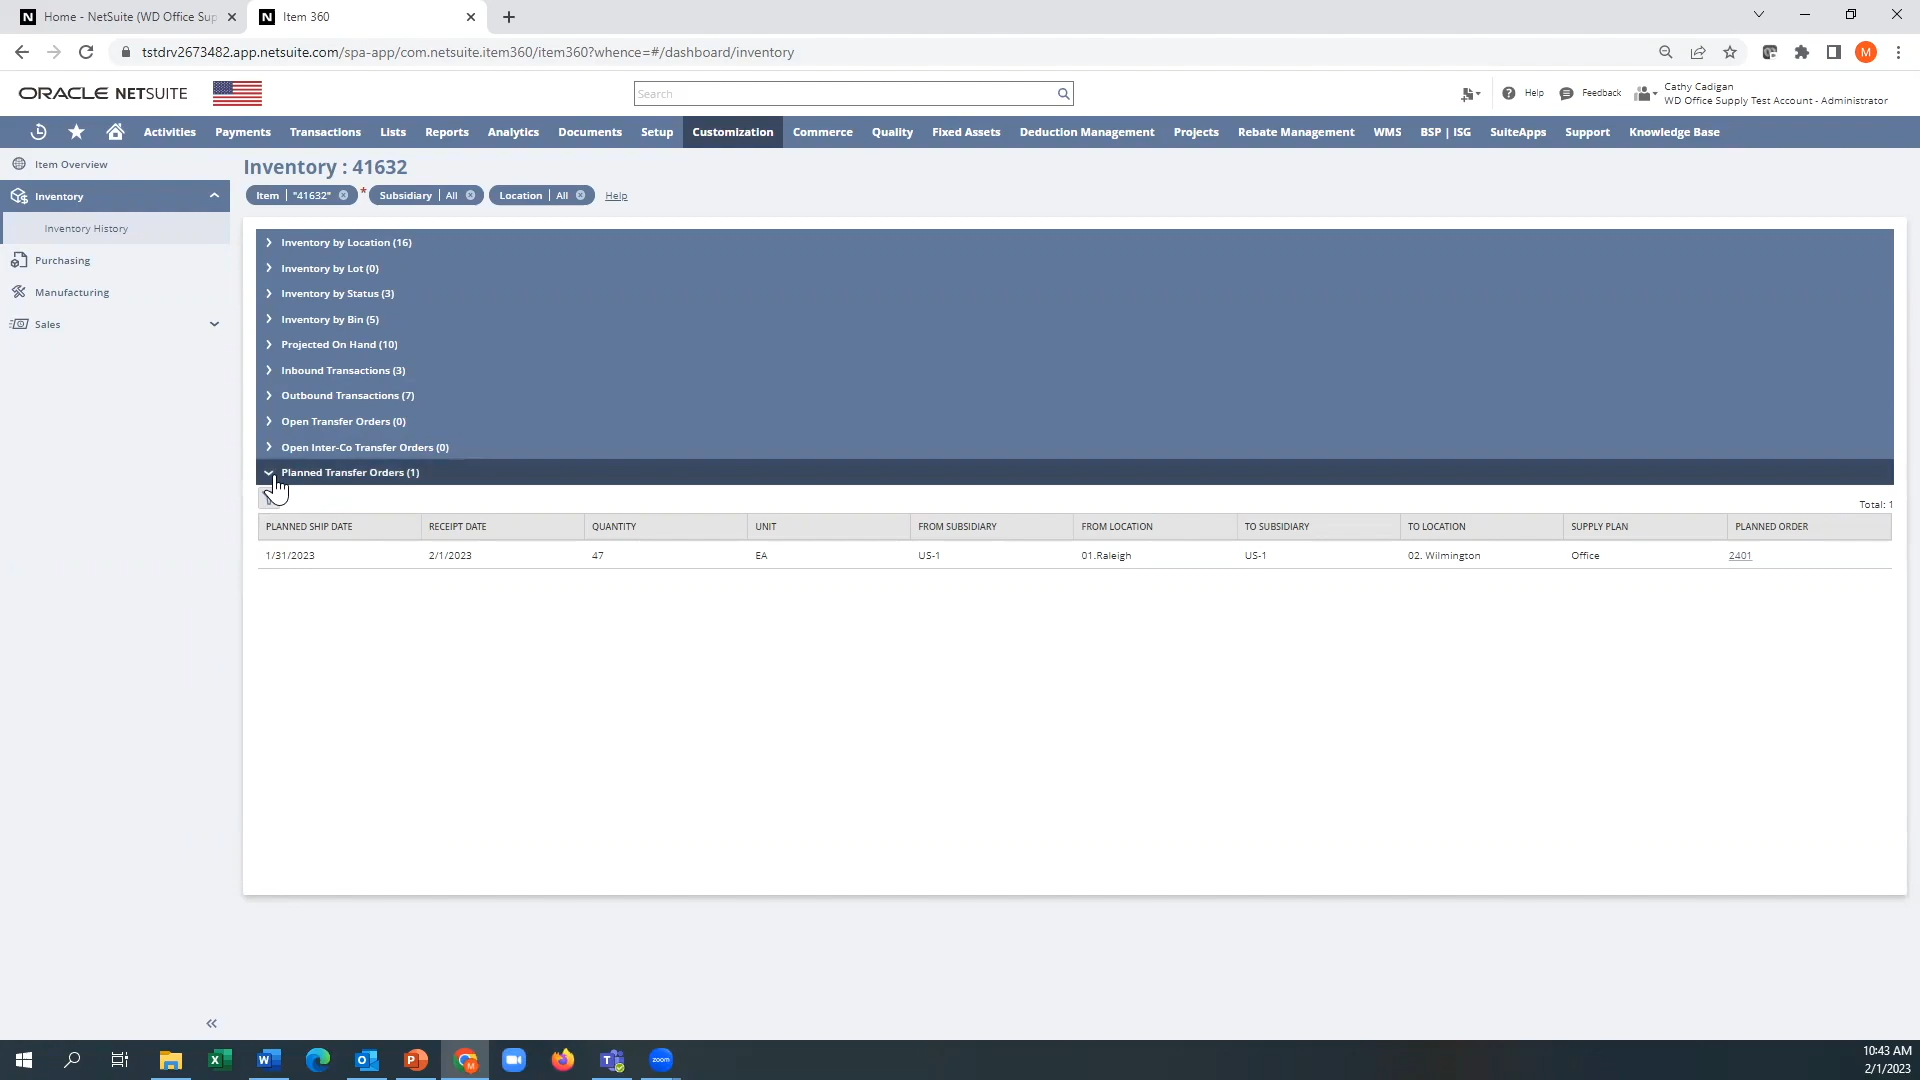 Home - NetSuite (WD Office Sup
Item 360
tstdrv2673482.app.netsuite.com/spa-app/com.netsuite.item360/item360?whence=#/dashboard/inventory
M
ORACLE NETSUITE
Search
Help
Feedback
Cathy Cadigan
WD Office Supply Test Account - Administrator
Activities Payments Transactions Lists Reports Analytics Documents Setup Customization Commerce Quality Fixed Assets Deduction Management Projects Rebate Management WMS BSP | ISG SuiteApps Support Knowledge Base
Item Overview
Inventory
Inventory History
Purchasing
Manufacturing
Sales
Inventory : 41632
Item | "41632" * Subsidiary | All Location | All Help
Inventory by Location (16)
Inventory by Lot (0)
Inventory by Status (3)
Inventory by Bin (5)
Projected On Hand (10)
Inbound Transactions (3)
Outbound Transactions (7)
Open Transfer Orders (0)
Open Inter-Co Transfer Orders (0)
Planned Transfer Orders (1)
Total: 1
PLANNED SHIP DATE RECEIPT DATE QUANTITY UNIT FROM SUBSIDIARY FROM LOCATION TO SUBSIDIARY TO LOCATION SUPPLY PLAN PLANNED ORDER
1/31/2023 2/1/2023 47 EA US-1 01.Raleigh US-1 02. Wilmington Office 2401
«
zoom
10:43 AM
2/1/2023